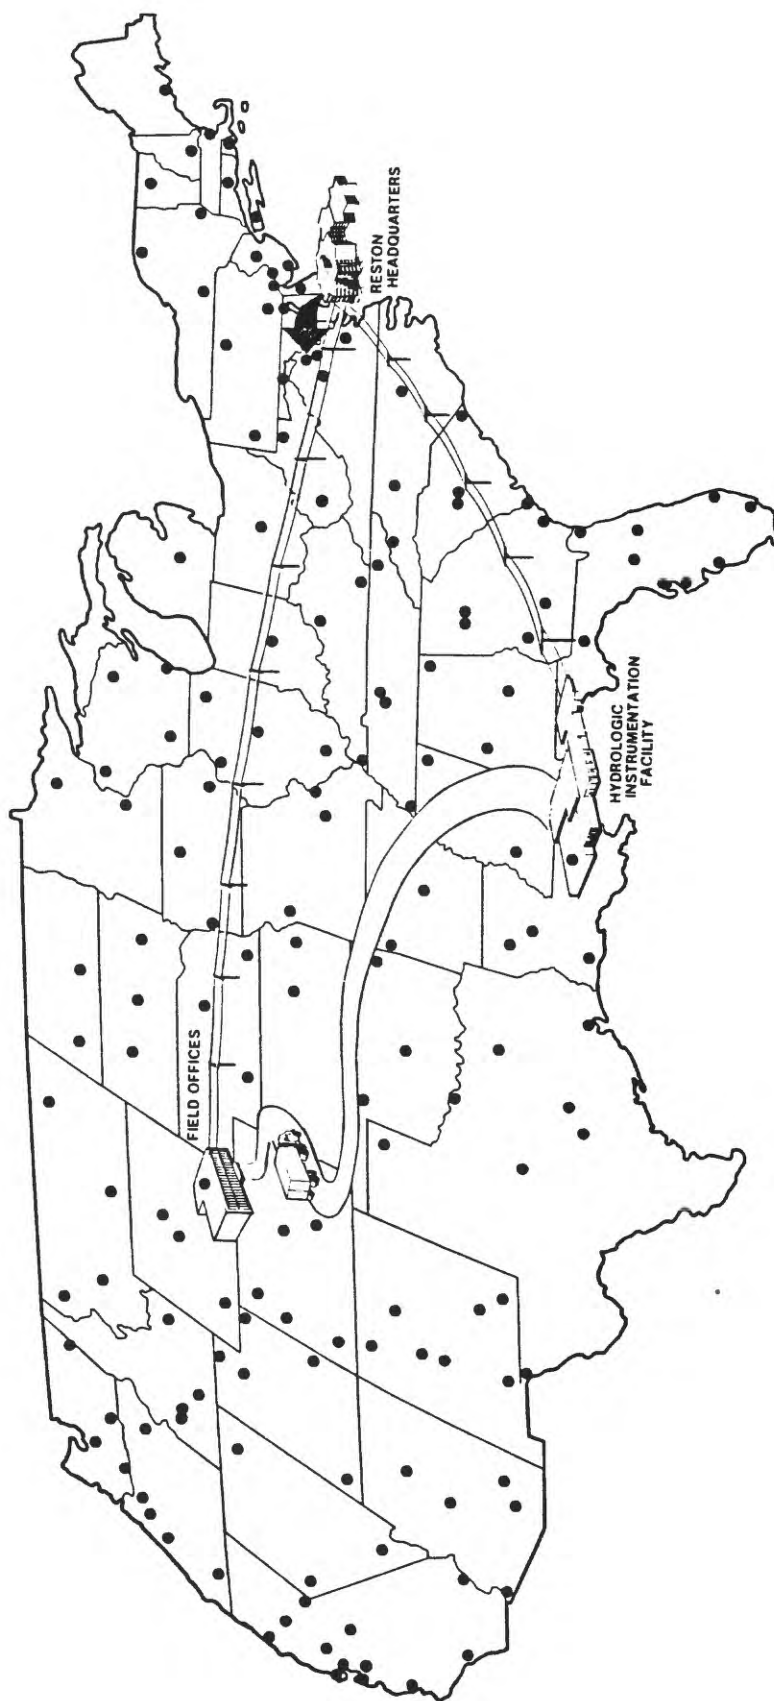 FIELD OFFICES
RESTON
HEADQUARTERS
HYDROLOGIC
INSTRUMENTATION
FACILITY